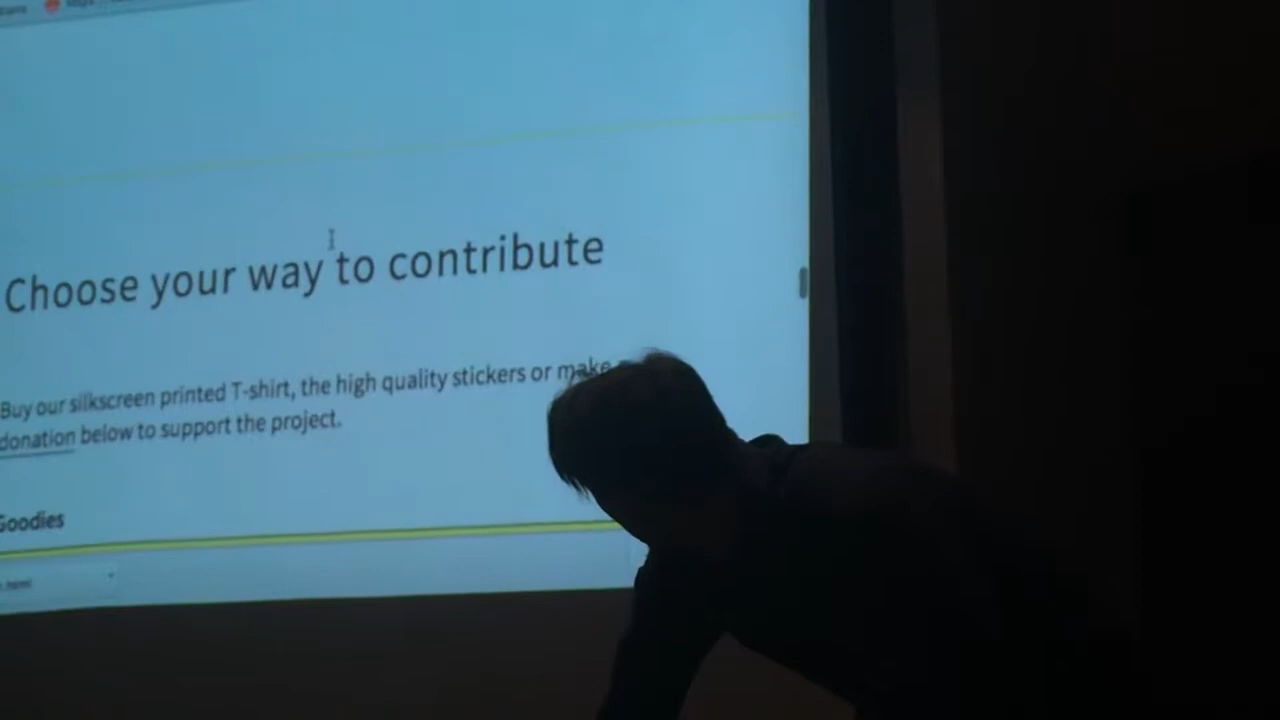 Choose your way to contribute
Buy our silkscreen printed T-shirt, the high quality stickers or make
donation below to support the project.
Goodies